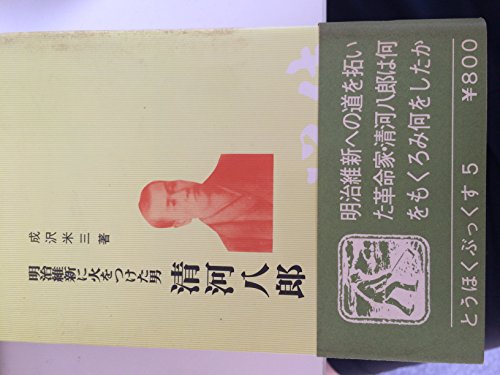 明治維新に火をつけた男
清河八郎
成沢米三著
明治維新への道を拓い
た革命家・清河八郎は何
をもくろみ何をしたか
とうほくぶっくす 5
¥800